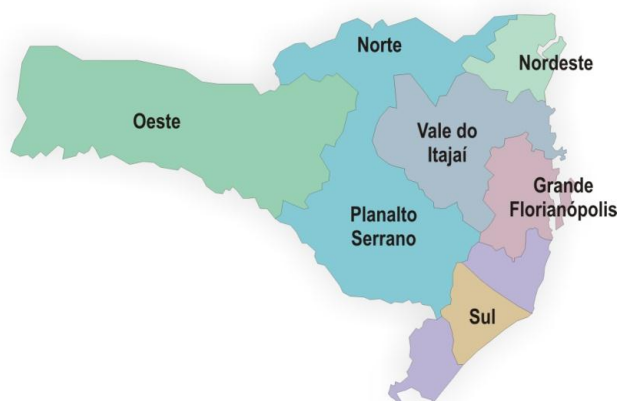 Norte
Nordeste
Oeste
Vale do
Itajaí
Grande
Florianópolis
Planalto
Serrano
Sul